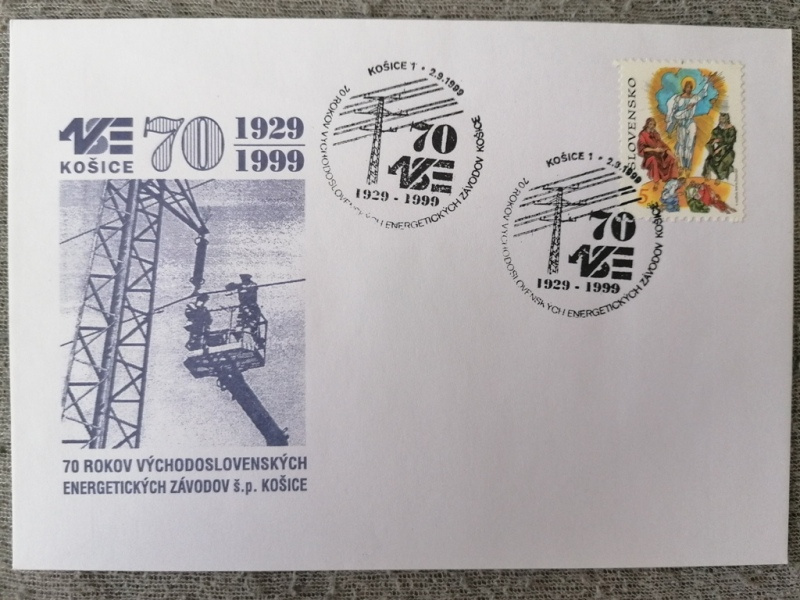 VSE 70 1929
KOŠICE 1999
70 ROKOV VÝCHODOSLOVENSKÝCH
ENERGETICKÝCH ZÁVODOV š.p. KOŠICE
KOŠICE 1 • 2.9.1999
70 ROKOV VÝCHODOSLOVENSKÝCH ENERGETICKÝCH ZÁVODOV KOŠICE
70
VSE
1929 - 1999
KOŠICE 1 • 2.9.1999
70 ROKOV VÝCHODOSLOVENSKÝCH ENERGETICKÝCH ZÁVODOV KOŠICE
70
VSE
1929 - 1999
SLOVENSKO